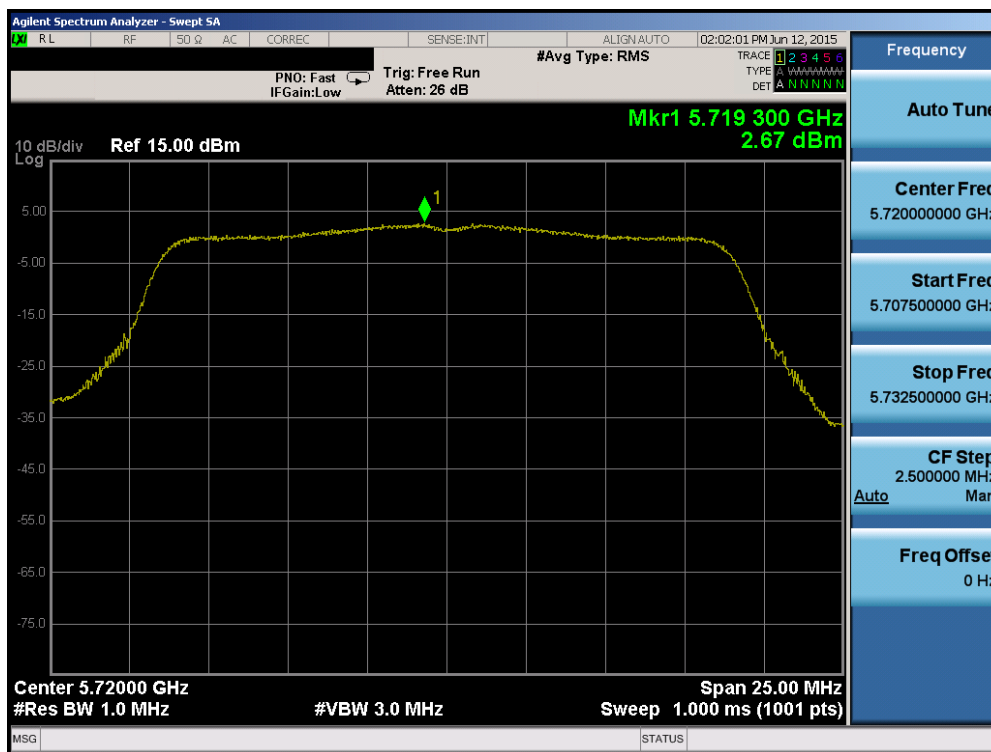 Agilent Spectrum Analyzer - Swept SA
LXI RL RF 50 Ω AC CORREC SENSE:INT ALIGN AUTO 02:02:01 PM Jun 12, 2015
PNO: Fast
IFGain:Low
Trig: Free Run
Atten: 26 dB
#Avg Type: RMS
TRACE 1 2 3 4 5 6
TYPE A
DET A N N N N N
Mkr1 5.719 300 GHz
2.67 dBm
10 dB/div
Log
Ref 15.00 dBm
1
5.00
-5.00
-15.0
-25.0
-35.0
-45.0
-55.0
-65.0
-75.0
Center 5.72000 GHz
Span 25.00 MHz
#Res BW 1.0 MHz
#VBW 3.0 MHz
Sweep 1.000 ms (1001 pts)
MSG
STATUS
Frequency
Auto Tune
Center Freq
5.720000000 GHz
Start Freq
5.707500000 GHz
Stop Freq
5.732500000 GHz
CF Step
2.500000 MHz
Auto Man
Freq Offset
0 Hz